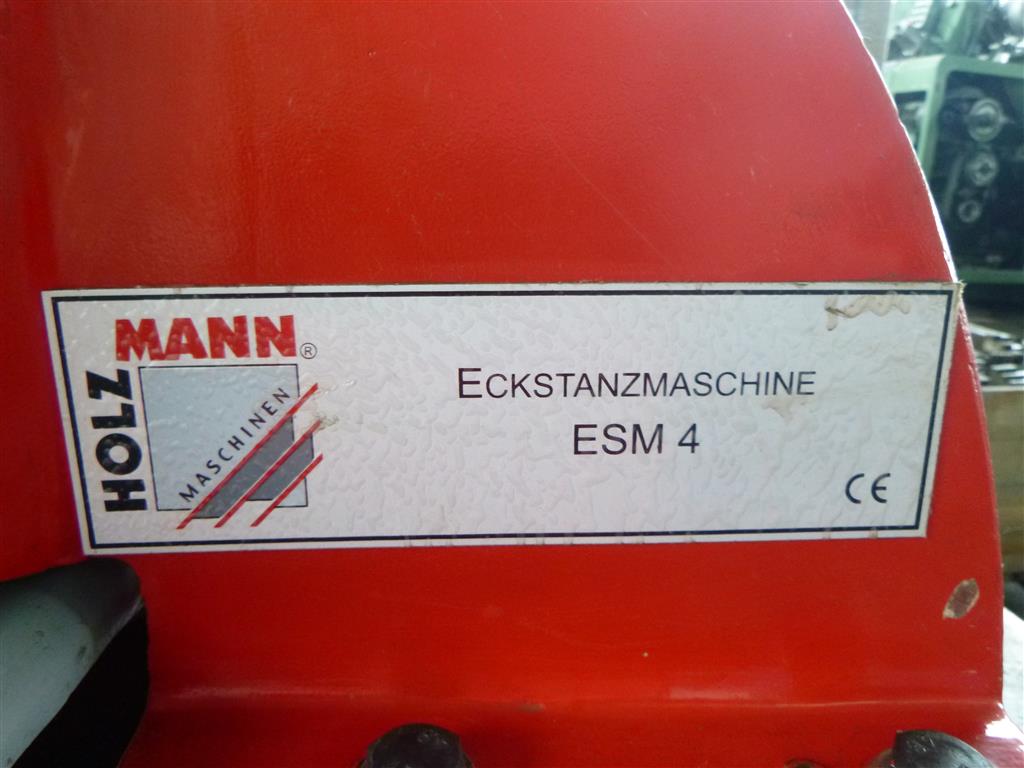 HOLZ
MANN®
MASCHINEN
ECKSTANZMASCHINE
ESM 4
CE